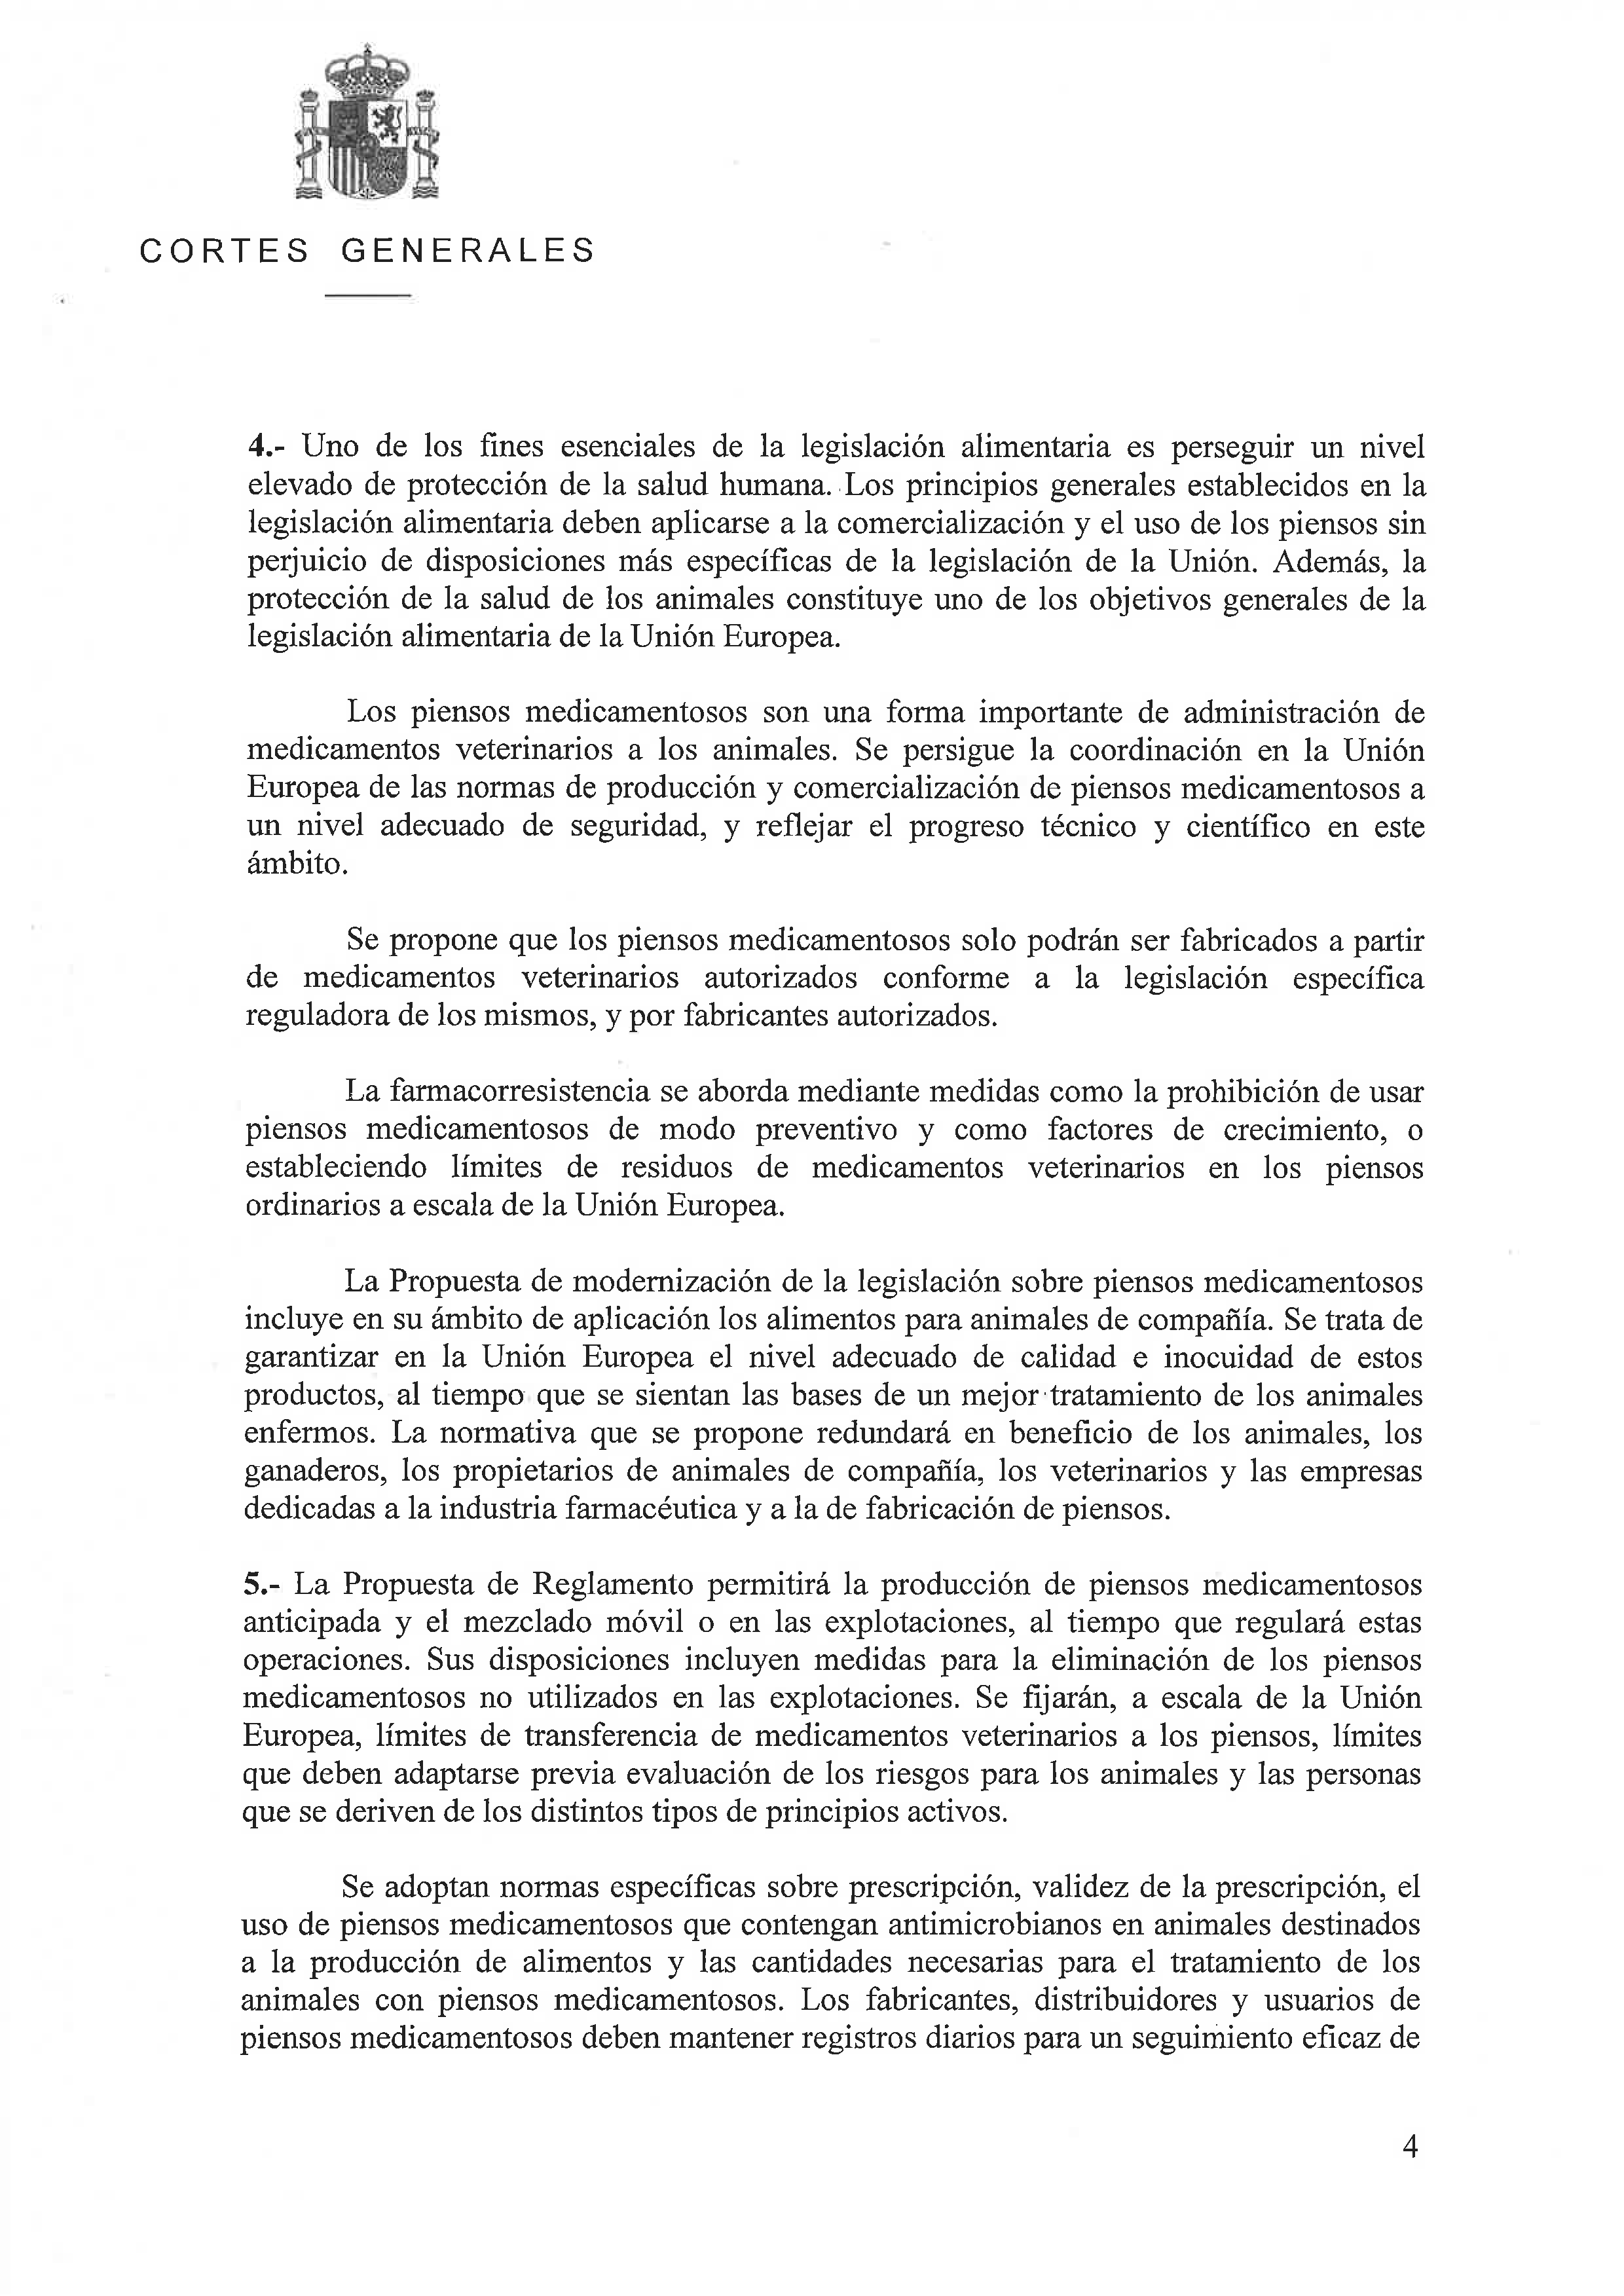 CORTES GENERALES
4.- Uno de los fines esenciales de la legislación alimentaria es perseguir un nivel
elevado de protección de la salud humana. Los principios generales establecidos en la
legislación alimentaria deben aplicarse a la comercialización y el uso de los piensos sin
perjuicio de disposiciones más específicas de la legislación de la Unión. Además, la
protección de la salud de los animales constituye uno de los objetivos generales de la
legislación alimentaria de la Unión Europea.
Los piensos medicamentosos son una forma importante de administración de
medicamentos veterinarios a los animales. Se persigue la coordinación en la Unión
Europea de las normas de producción y comercialización de piensos medicamentosos a
un nivel adecuado de seguridad, y reflejar el progreso técnico y científico en este
ámbito.
Se propone que los piensos medicamentosos solo podrán ser fabricados a partir
de medicamentos veterinarios autorizados conforme a la legislación específica
reguladora de los mismos, y por fabricantes autorizados.
La farmacorresistencia se aborda mediante medidas como la prohibición de usar
piensos medicamentosos de modo preventivo y como factores de crecimiento, o
estableciendo límites de residuos de medicamentos veterinarios en los piensos
ordinarios a escala de la Unión Europea.
La Propuesta de modernización de la legislación sobre piensos medicamentosos
incluye en su ámbito de aplicación los alimentos para animales de compañía. Se trata de
garantizar en la Unión Europea el nivel adecuado de calidad e inocuidad de estos
productos, al tiempo que se sientan las bases de un mejor tratamiento de los animales
enfermos. La normativa que se propone redundará en beneficio de los animales, los
ganaderos, los propietarios de animales de compañía, los veterinarios y las empresas
dedicadas a la industria farmacéutica y a la de fabricación de piensos.
5.- La Propuesta de Reglamento permitirá la producción de piensos medicamentosos
anticipada y el mezclado móvil o en las explotaciones, al tiempo que regulará estas
operaciones. Sus disposiciones incluyen medidas para la eliminación de los piensos
medicamentosos no utilizados en las explotaciones. Se fijarán, a escala de la Unión
Europea, límites de transferencia de medicamentos veterinarios a los piensos, límites
que deben adaptarse previa evaluación de los riesgos para los animales y las personas
que se deriven de los distintos tipos de principios activos.
Se adoptan normas específicas sobre prescripción, validez de la prescripción, el
uso de piensos medicamentosos que contengan antimicrobianos en animales destinados
a la producción de alimentos y las cantidades necesarias para el tratamiento de los
animales con piensos medicamentosos. Los fabricantes, distribuidores y usuarios de
piensos medicamentosos deben mantener registros diarios para un seguimiento eficaz de
4